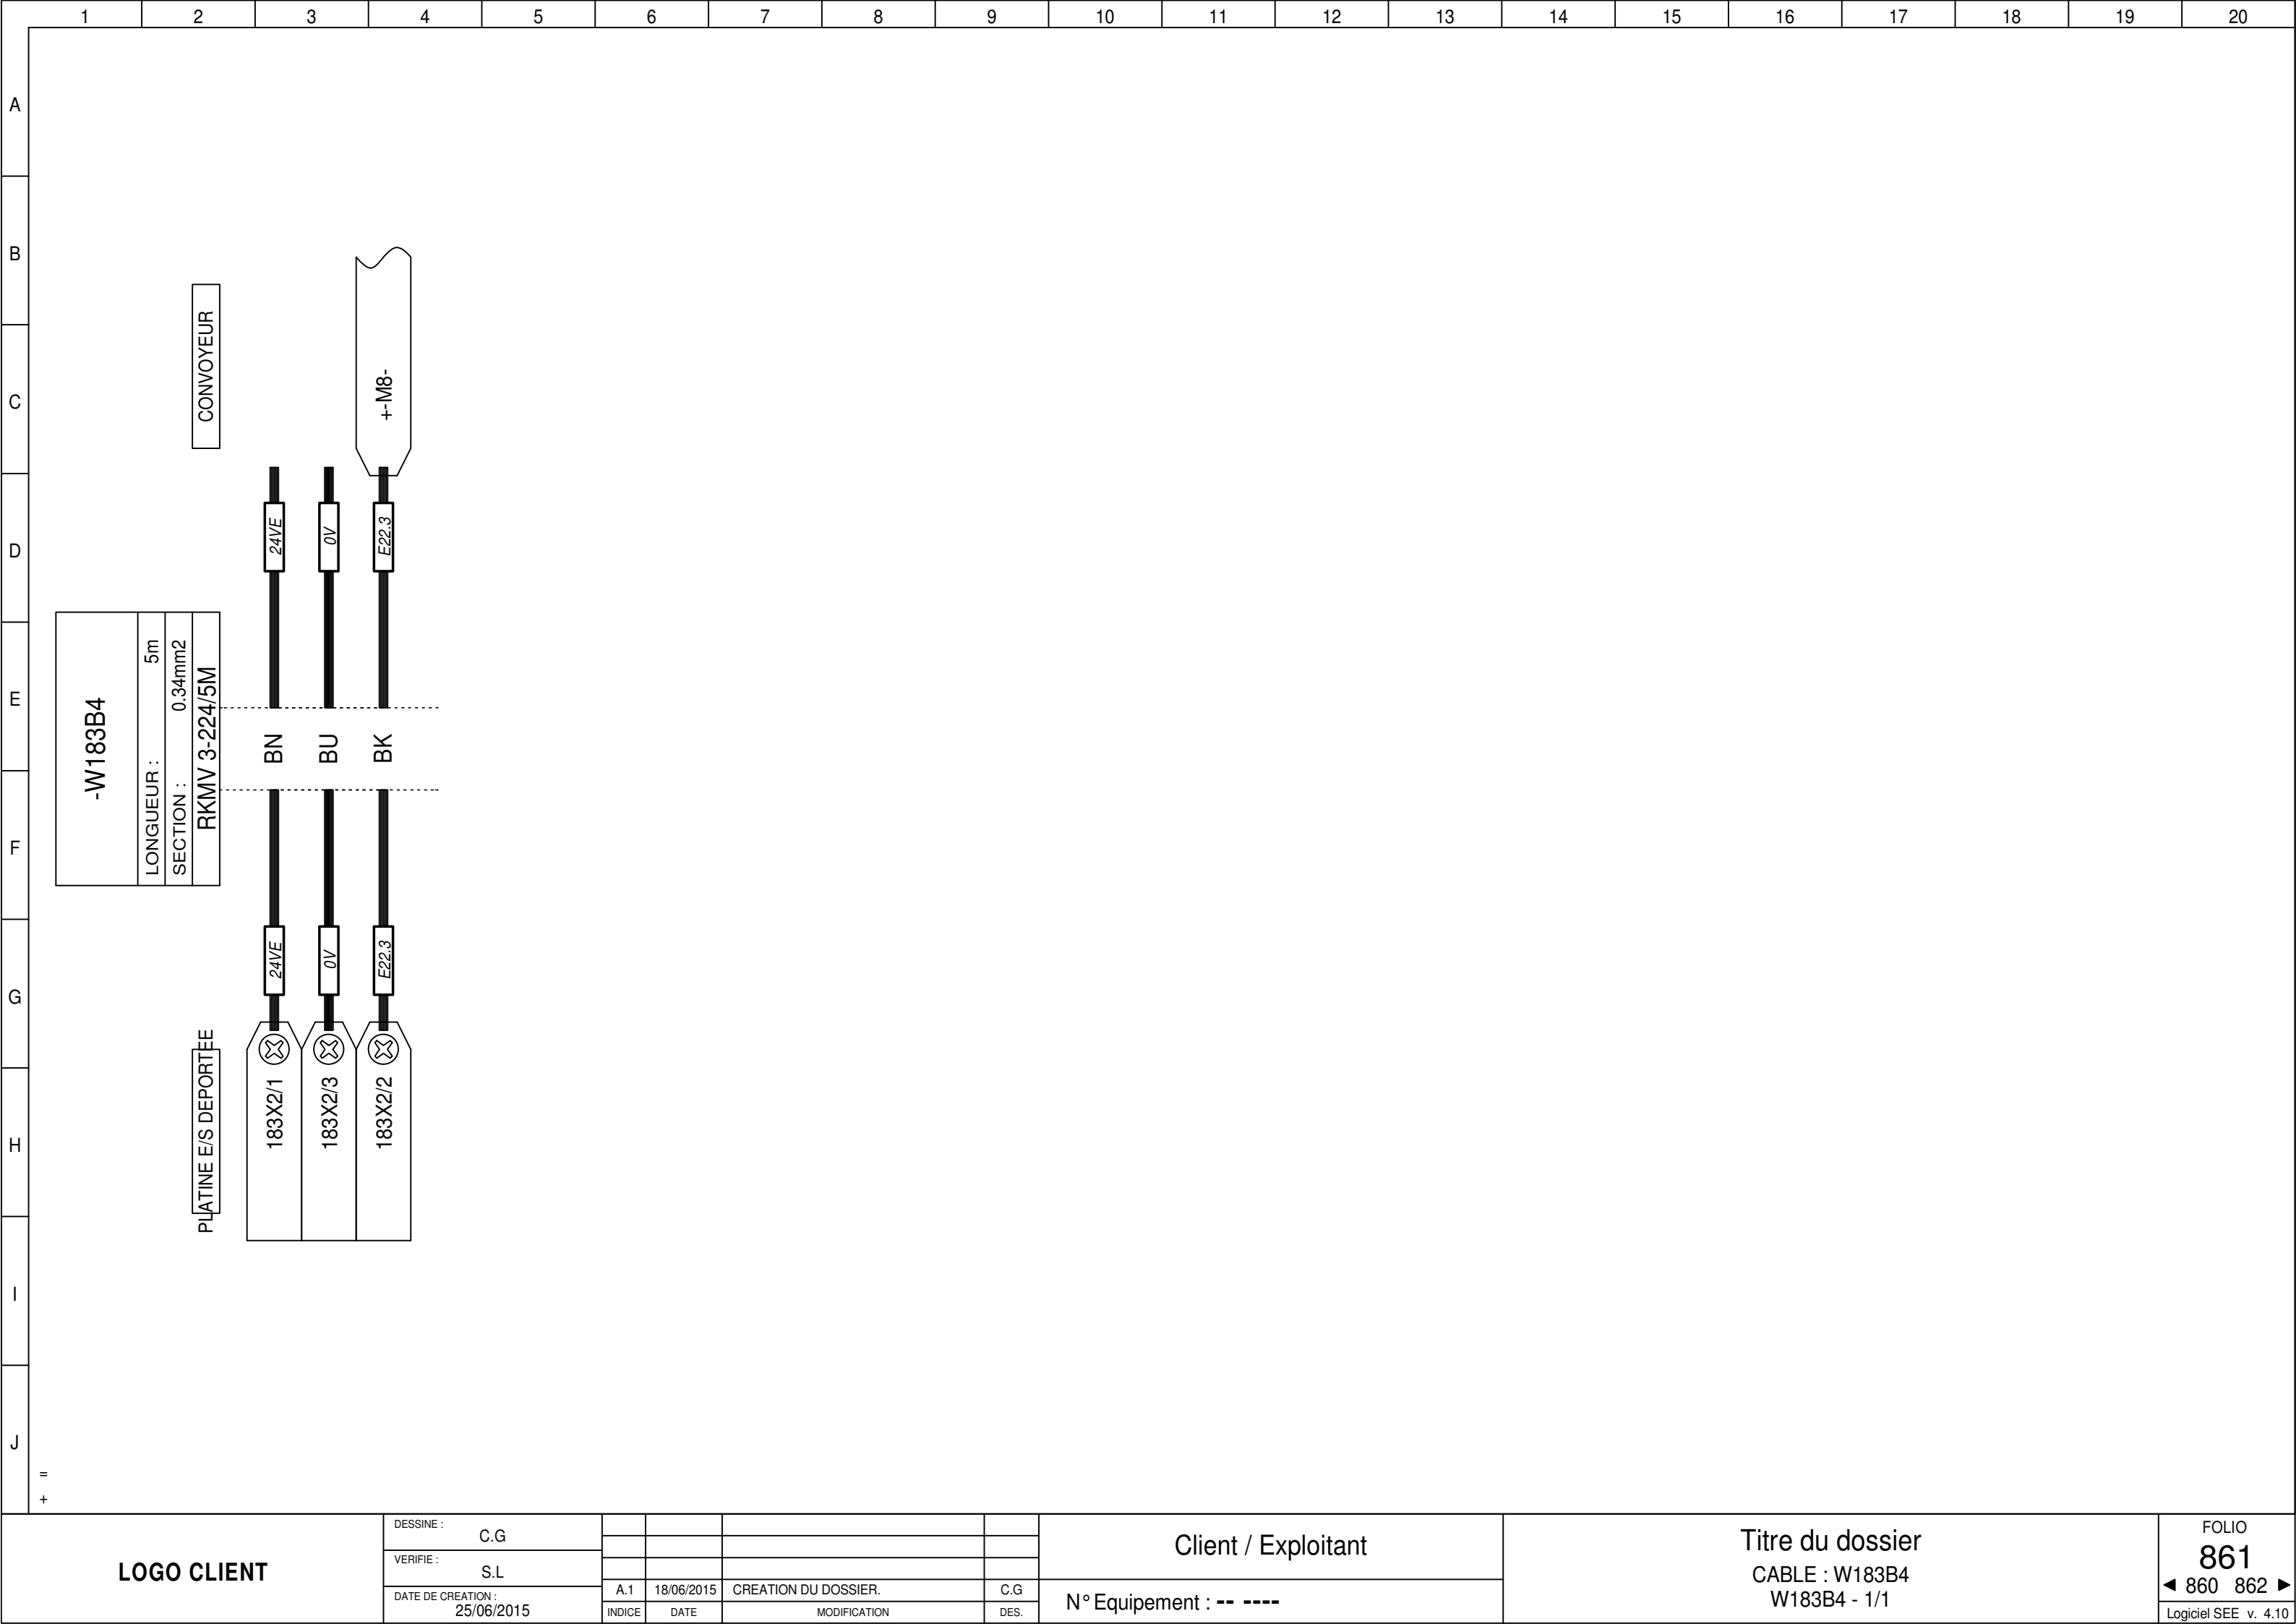 1 2 3 4 5 6 7 8 9 10 11 12 13 14 15 16 17 18 19 20
A
B
C
D
E
F
G
H
I
J
CONVOYEUR
+-M8-
24VE
0V
E22.3
-W183B4
LONGUEUR : 5m
SECTION : 0.34mm2
RKMV 3-224/5M
BN
BU
BK
24VE
0V
E22.3
PLATINE E/S DEPORTEE
183X2/1
183X2/3
183X2/2
=
+
LOGO CLIENT
DESSINE :
C.G
VERIFIE :
S.L
DATE DE CREATION :
25/06/2015
A.1 18/06/2015 CREATION DU DOSSIER. C.G
INDICE DATE MODIFICATION DES.
Client / Exploitant
N° Equipement : -- ----
Titre du dossier
CABLE : W183B4
W183B4 - 1/1
FOLIO
861
◄ 860 862 ►
Logiciel SEE v. 4.10